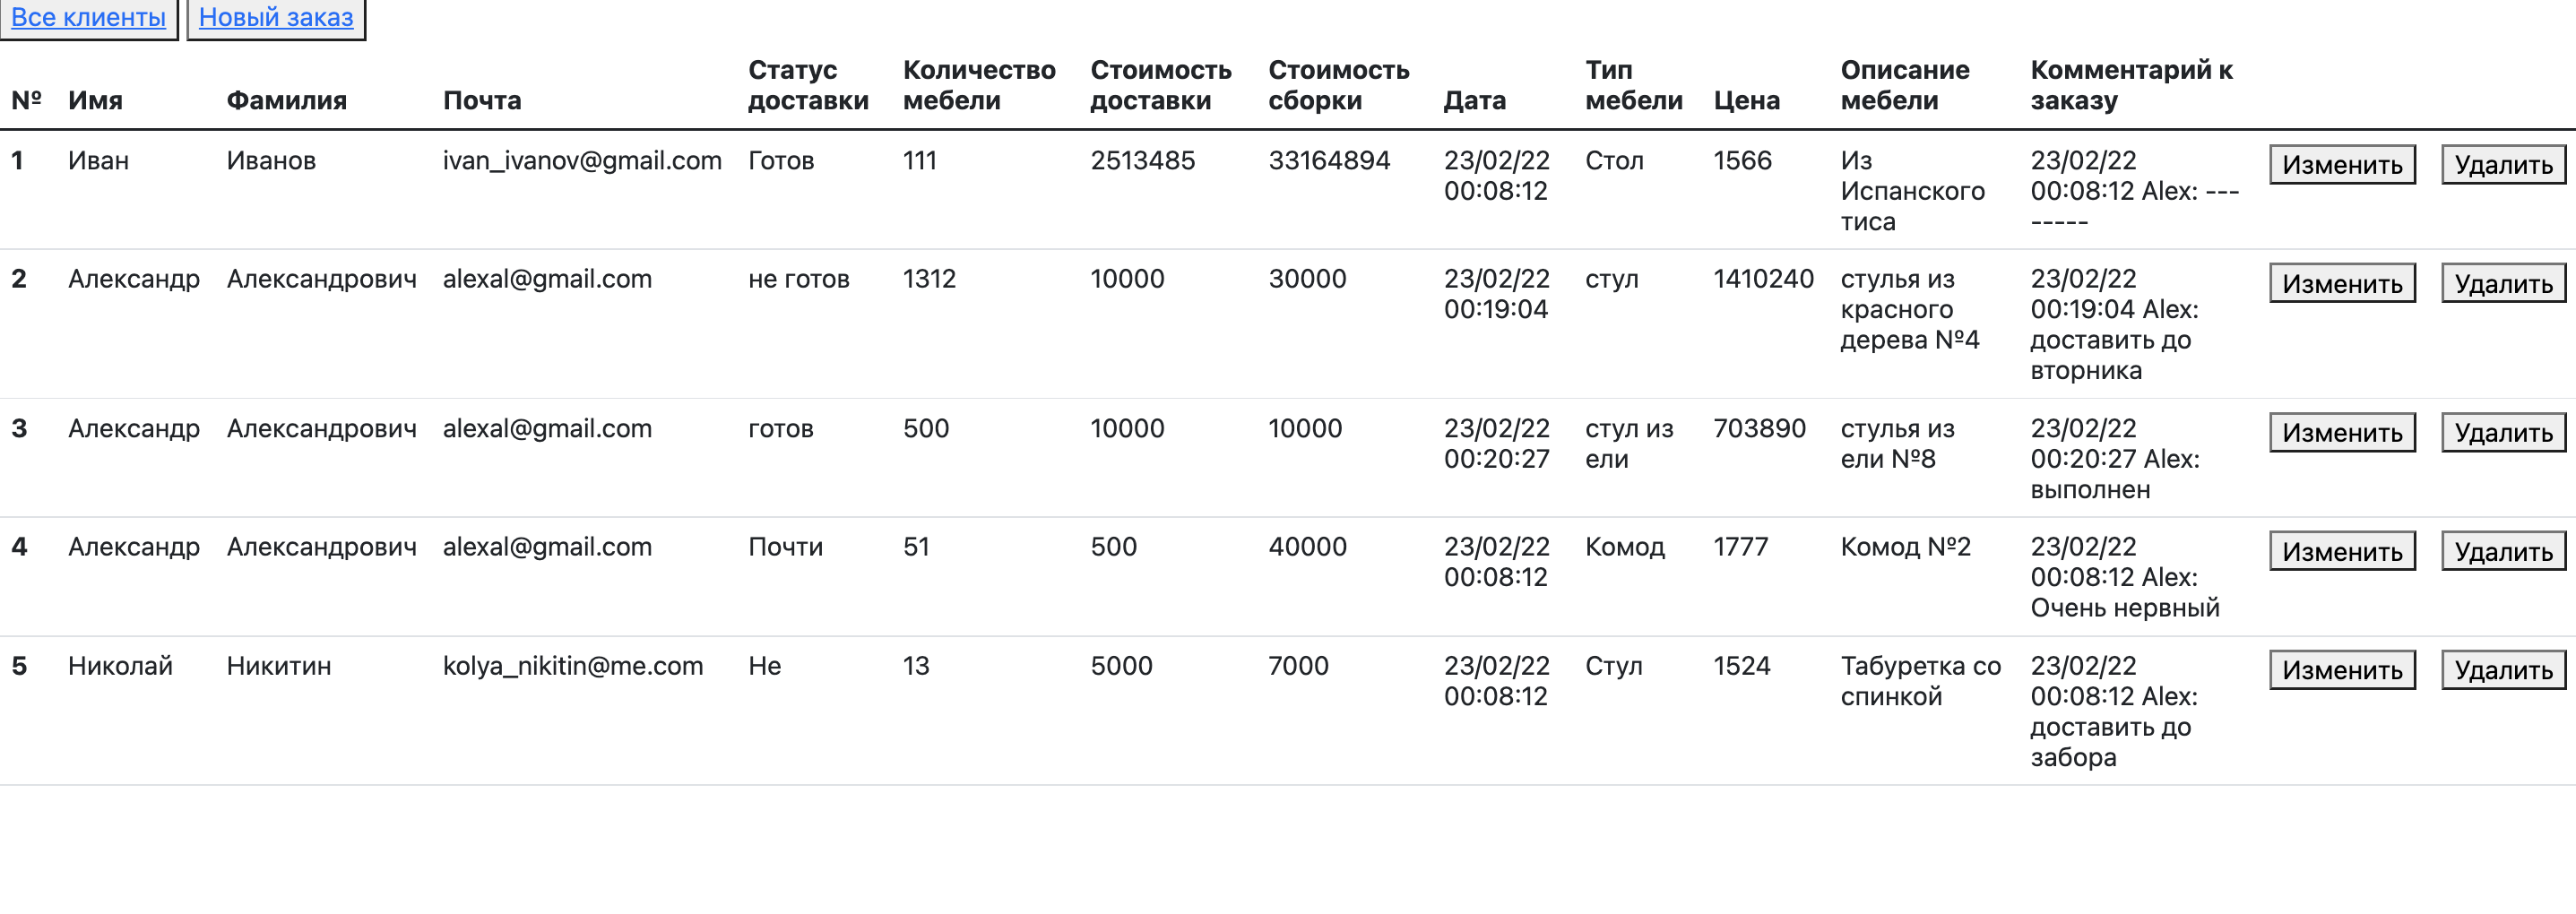 Все клиенты Новый заказ
№ Имя Фамилия Почта Статус доставки Количество мебели Стоимость доставки Стоимость сборки Дата Тип мебели Цена Описание мебели Комментарий к заказу
1 Иван Иванов ivan_ivanov@gmail.com Готов 111 2513485 33164894 23/02/22 00:08:12 Стол 1566 Из Испанского тиса 23/02/22 00:08:12 Alex: --- ----- Изменить Удалить
2 Александр Александрович alexal@gmail.com не готов 1312 10000 30000 23/02/22 00:19:04 стул 1410240 стулья из красного дерева №4 23/02/22 00:19:04 Alex: доставить до вторника Изменить Удалить
3 Александр Александрович alexal@gmail.com готов 500 10000 10000 23/02/22 00:20:27 стул из ели 703890 стулья из ели №8 23/02/22 00:20:27 Alex: выполнен Изменить Удалить
4 Александр Александрович alexal@gmail.com Почти 51 500 40000 23/02/22 00:08:12 Комод 1777 Комод №2 23/02/22 00:08:12 Alex: Очень нервный Изменить Удалить
5 Николай Никитин kolya_nikitin@me.com Не 13 5000 7000 23/02/22 00:08:12 Стул 1524 Табуретка со спинкой 23/02/22 00:08:12 Alex: доставить до забора Изменить Удалить